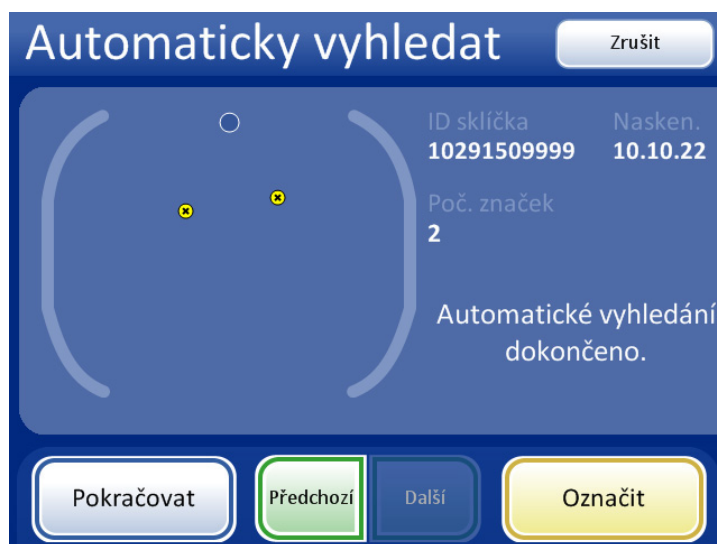 Automaticky vyhledat
Zrušit
ID sklíčka
Nasken.
10291509999
10.10.22
Poč. značek
2
Automatické vyhledání
dokončeno.
Pokračovat
Předchozí
Další
Označit